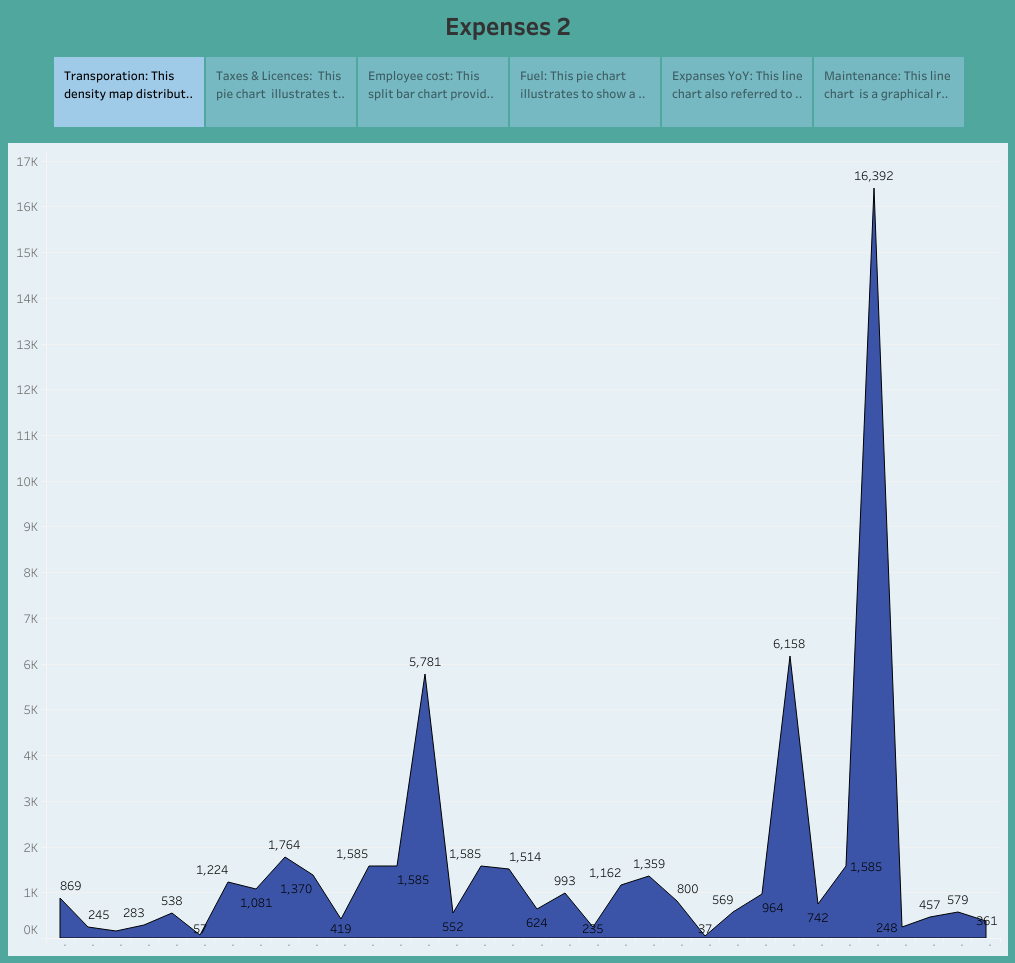 Expenses 2
Transporation: This
density map distribut..
Taxes & Licences: This
pie chart illustrates t..
Employee cost: This
split bar chart provid..
Fuel: This pie chart
illustrates to show a ..
Expanses YoY: This line
chart also referred to ..
Maintenance: This line
chart is a graphical r..
17K
16K
15K
14K
13K
12K
11K
10K
9K
8K
7K
6K
5K
4K
3K
2K
1K
0K
869
245
283
538
57
1,224
1,081
1,764
1,370
419
1,585
1,585
5,781
552
1,585
1,514
624
993
235
1,162
1,359
800
37
569
964
6,158
742
1,585
16,392
248
457
579
361